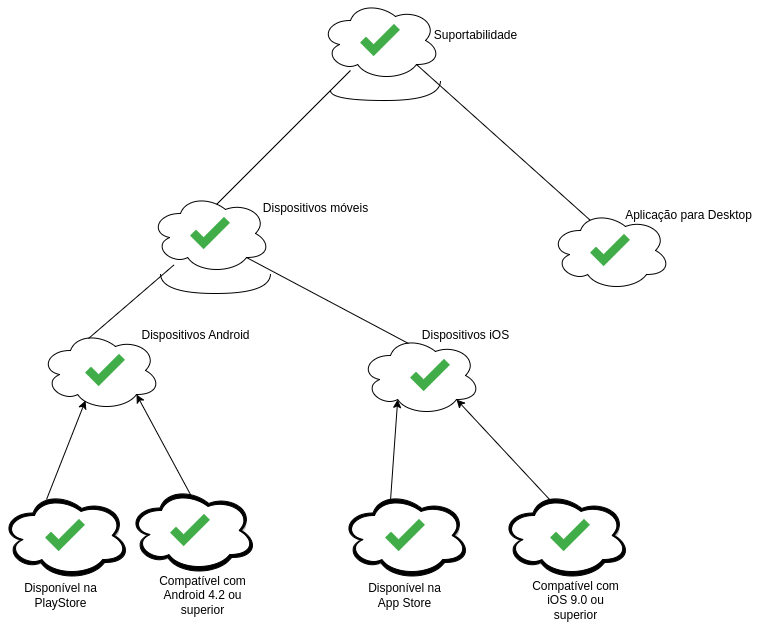 Suportabilidade
Dispositivos móveis
Aplicação para Desktop
Dispositivos Android
Dispositivos iOS
Disponível na
PlayStore
Compatível com
Android 4.2 ou
superior
Disponível na
App Store
Compatível com
iOS 9.0 ou
superior